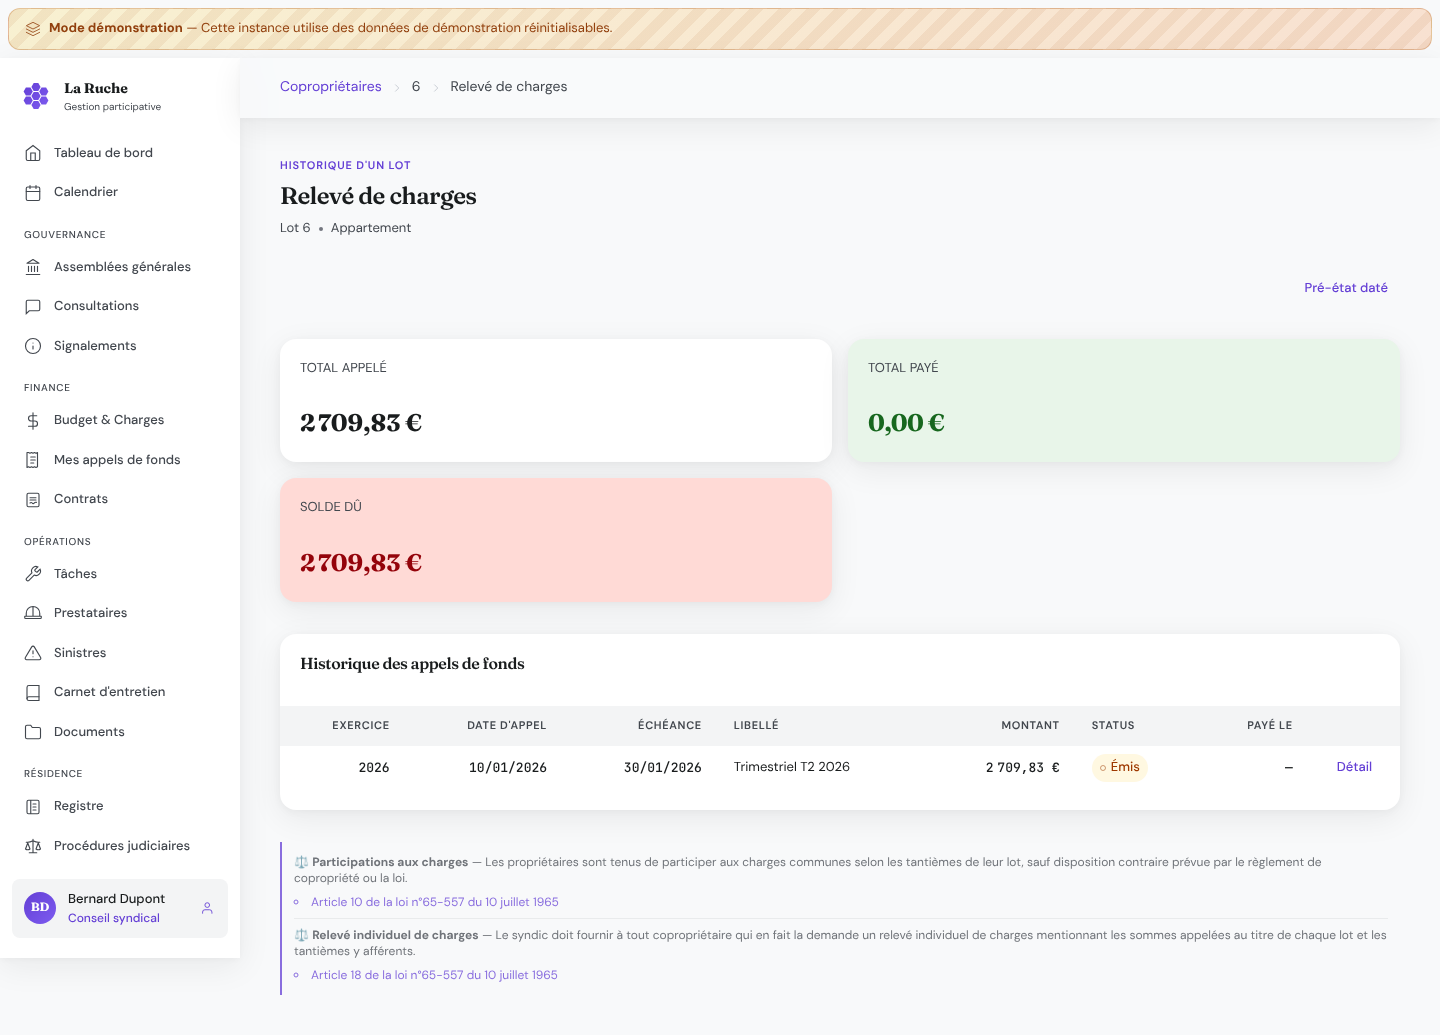 Mode démonstration — Cette instance utilise des données de démonstration réinitialisables.
La Ruche
Gestion participative
Tableau de bord
Calendrier
GOUVERNANCE
Assemblées générales
Consultations
Signalements
FINANCE
Budget & Charges
Mes appels de fonds
Contrats
OPÉRATIONS
Tâches
Prestataires
Sinistres
Carnet d'entretien
Documents
RÉSIDENCE
Registre
Procédures judiciaires
BD
Bernard Dupont
Conseil syndical
Copropriétaires > 6 > Relevé de charges
HISTORIQUE D'UN LOT
Relevé de charges
Lot 6 • Appartement
Pré-état daté
TOTAL APPELÉ
2 709,83 €
TOTAL PAYÉ
0,00 €
SOLDE DÛ
2 709,83 €
Historique des appels de fonds
EXERCICE DATE D'APPEL ÉCHÉANCE LIBELLÉ MONTANT STATUS PAYÉ LE
2026 10/01/2026 30/01/2026 Trimestriel T2 2026 2 709,83 € Émis — Détail
⚖️ Participations aux charges — Les propriétaires sont tenus de participer aux charges communes selon les tantièmes de leur lot, sauf disposition contraire prévue par le règlement de
copropriété ou la loi.
Article 10 de la loi n°65-557 du 10 juillet 1965
⚖️ Relevé individuel de charges — Le syndic doit fournir à tout copropriétaire qui en fait la demande un relevé individuel de charges mentionnant les sommes appelées au titre de chaque lot et les
tantièmes y afférents.
Article 18 de la loi n°65-557 du 10 juillet 1965